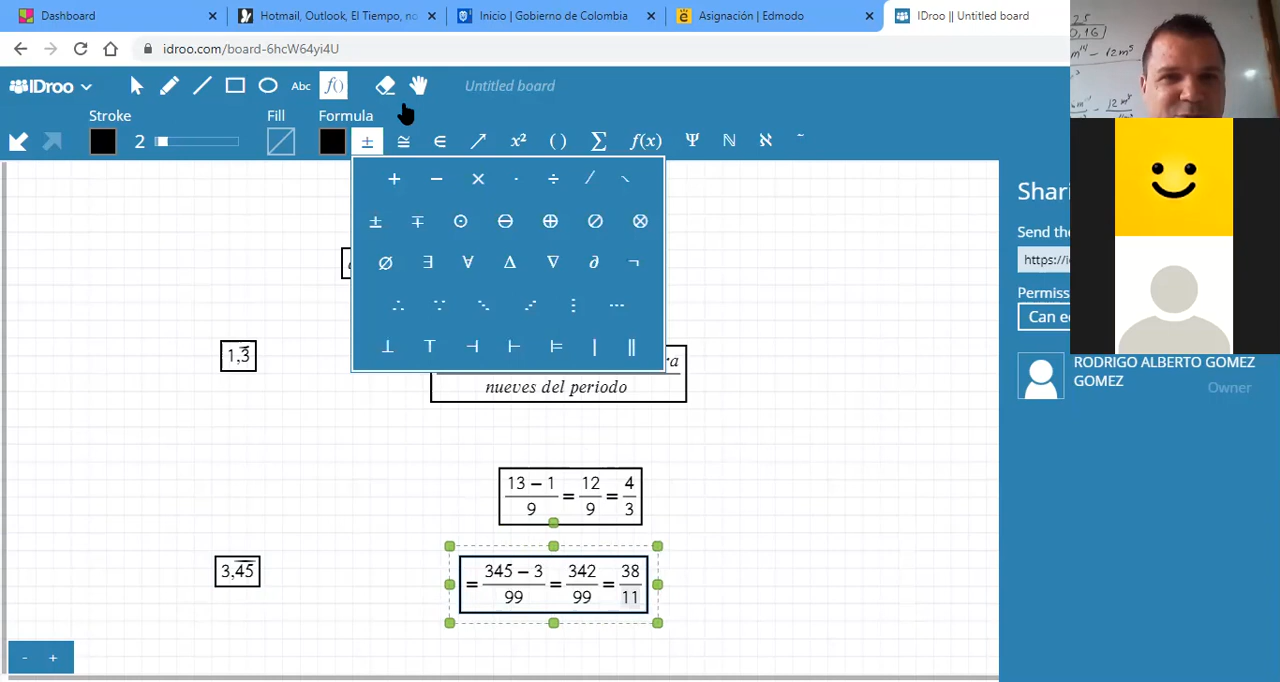 Dashboard
Hotmail, Outlook, El Tiempo, no
Inicio | Gobierno de Colombia
Asignación | Edmodo
IDroo || Untitled board
idroo.com/board-6hcW64yi4U
IDroo
Abc
f()
Untitled board
Stroke
Fill
Formula
2
± ≅ ∈ ↗ x² ( ) ∑ f(x) Ψ ℕ ℵ ~
+ − × · ÷ / \
± ∓ ⊙ ⊖ ⊕ ⊘ ⊗
∅ ∃ ∀ Δ ∇ ∂ ¬
∴ ∵ ⋱ ⋰ ⋮ ⋯
⊥ ⊤ ⊣ ⊢ ⊨ | ‖
1,3̅
nueves del periodo
13 − 1 / 9 = 12 / 9 = 4 / 3
3,4̅5̅
= 345 − 3 / 99 = 342 / 99 = 38 / 11
- +
Send the
https://i
Can e
RODRIGO ALBERTO GOMEZ
GOMEZ
Owner
25
0,16